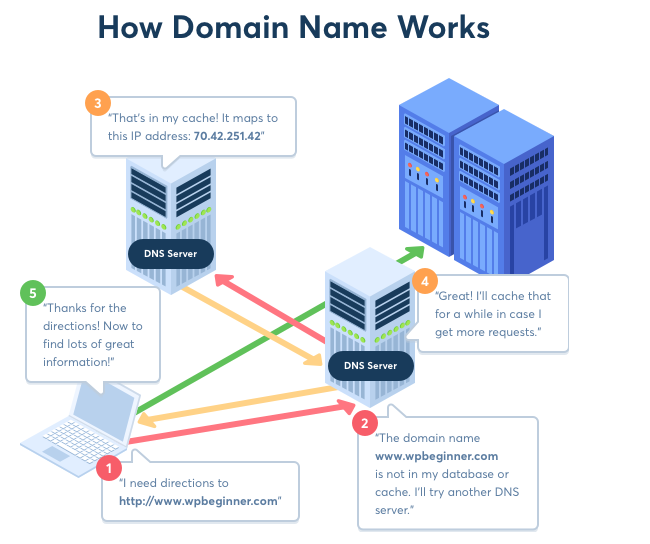 How Domain Name Works
3
"That's in my cache! It maps to
this IP address: 70.42.251.42"
DNS Server
5
"Thanks for the
directions! Now to
find lots of great
information!"
4
"Great! I'll cache that
for a while in case I
get more requests."
DNS Server
1
"I need directions to
http://www.wpbeginner.com"
2
"The domain name
www.wpbeginner.com
is not in my database or
cache. I'll try another DNS
server."